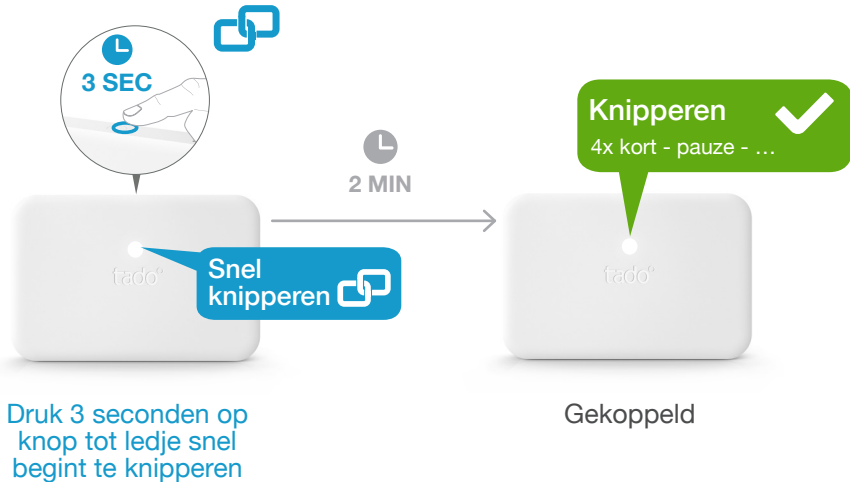 3 SEC
Knipperen
4x kort - pauze - …
2 MIN
tado°
Snel
knipperen
tado°
Druk 3 seconden op
knop tot ledje snel
begint te knipperen
Gekoppeld